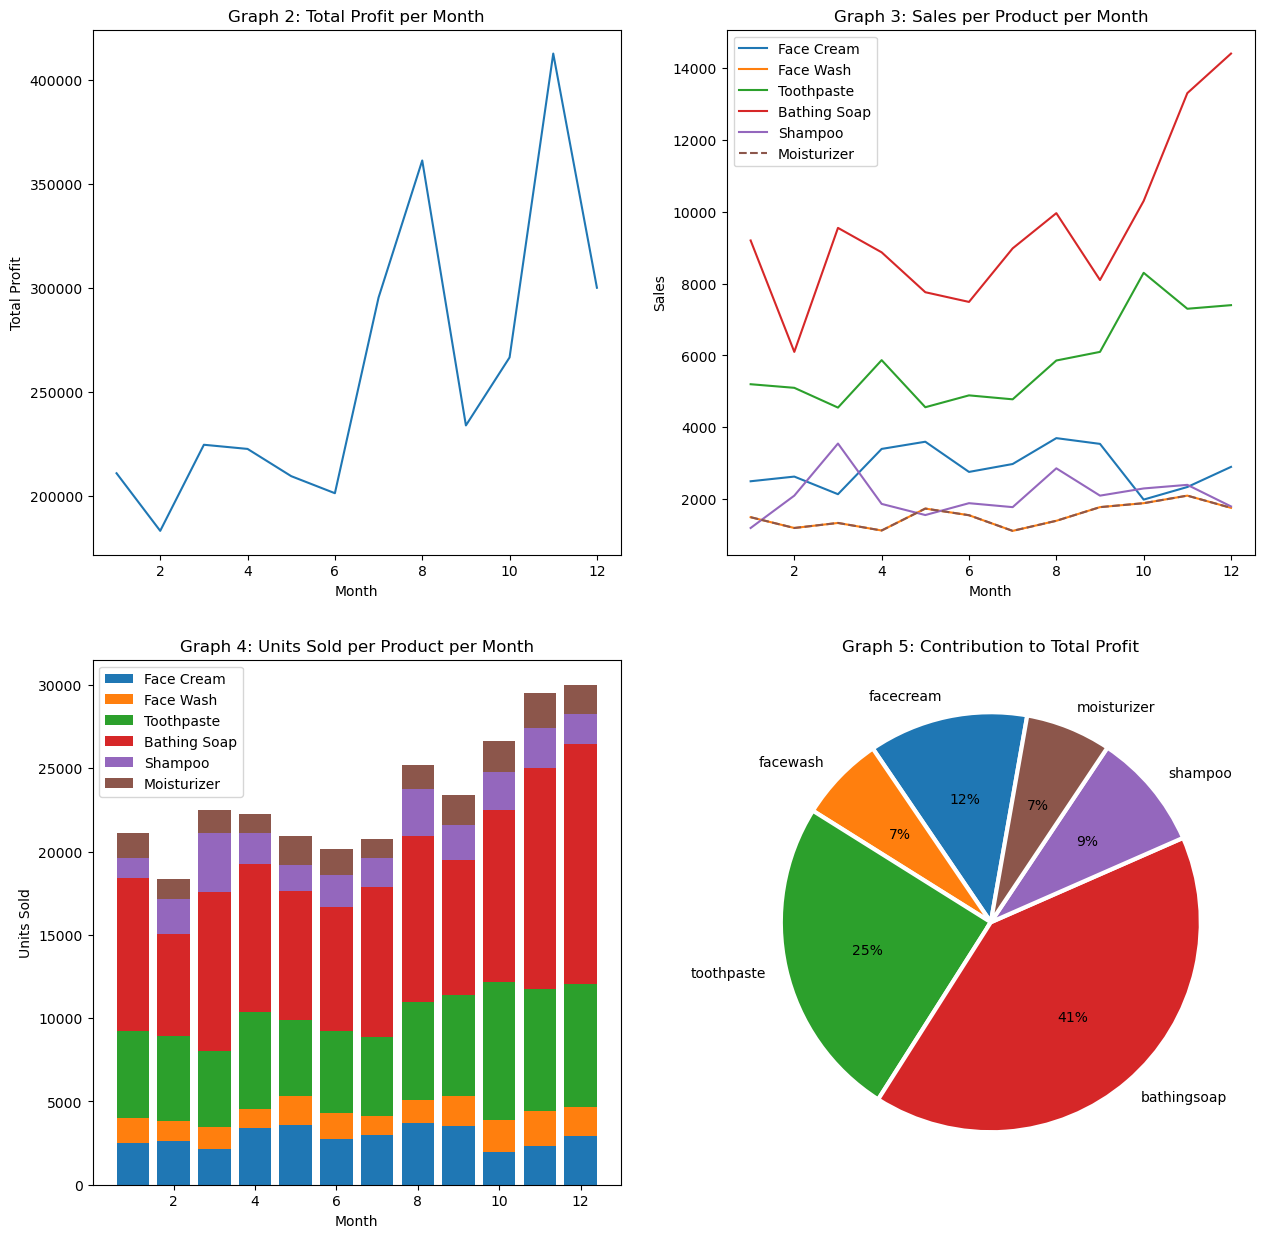 Graph 2: Total Profit per Month
400000
350000
300000
250000
200000
Total Profit
2 4 6 8 10 12
Month
Graph 3: Sales per Product per Month
Face Cream
Face Wash
Toothpaste
Bathing Soap
Shampoo
Moisturizer
14000
12000
10000
8000
6000
4000
2000
Sales
2 4 6 8 10 12
Month
Graph 4: Units Sold per Product per Month
Face Cream
Face Wash
Toothpaste
Bathing Soap
Shampoo
Moisturizer
30000
25000
20000
15000
10000
5000
0
Units Sold
2 4 6 8 10 12
Month
Graph 5: Contribution to Total Profit
facecream
moisturizer
facewash
shampoo
12%
7%
7%
9%
25%
toothpaste
41%
bathingsoap